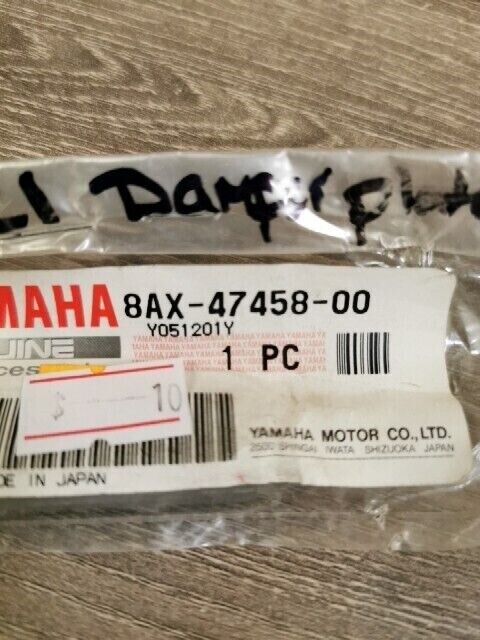 Damper plate
YAMAHA 8AX-47458-00
Y051201Y
1 PC
$ 10
YAMAHA MOTOR CO.,LTD.
2500 SHINGAI IWATA SHIZUOKA JAPAN
DE IN JAPAN